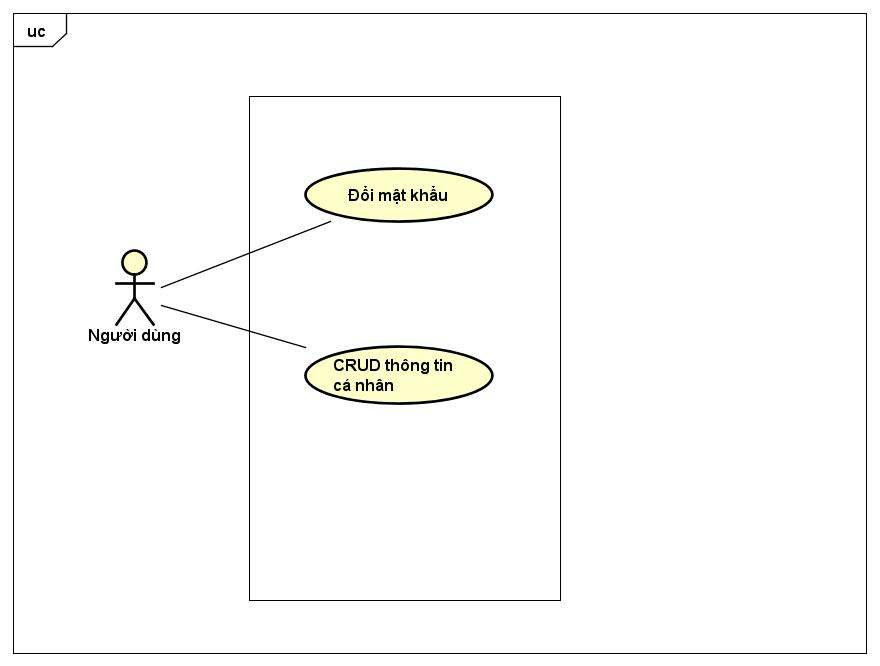 uc
Đổi mật khẩu
Người dùng
CRUD thông tin
cá nhân